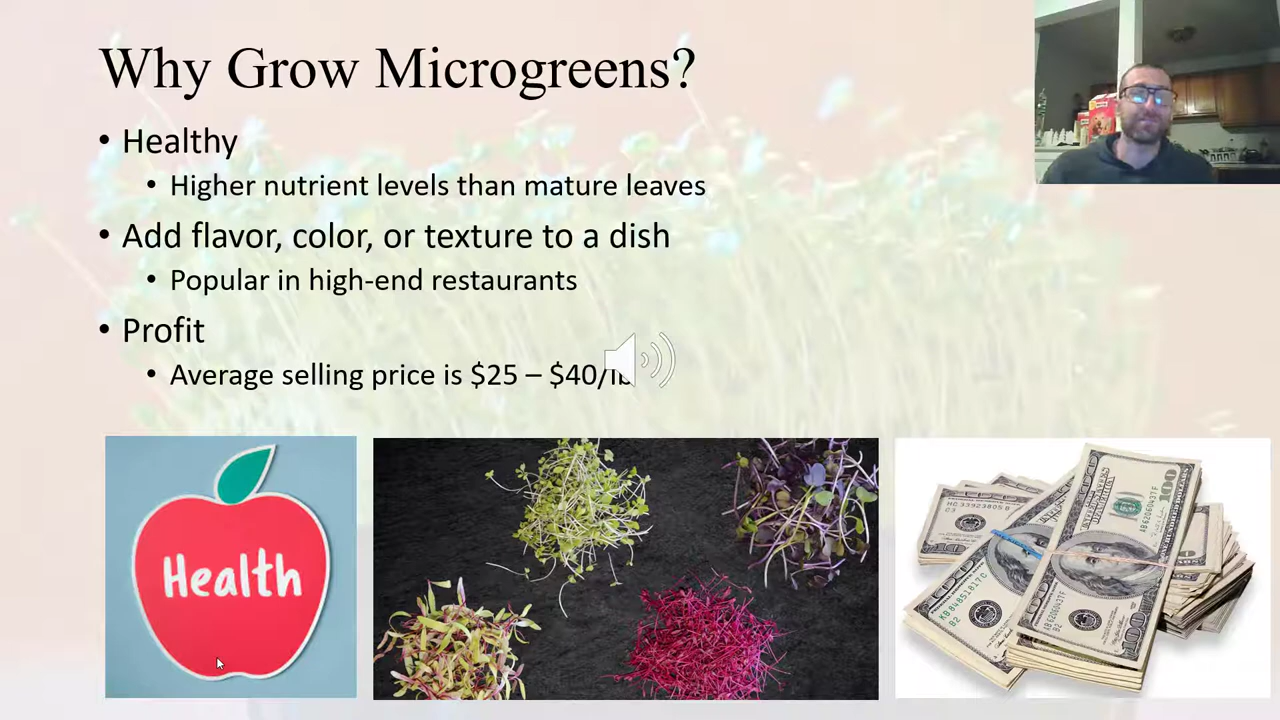 Why Grow Microgreens?
• Healthy
• Higher nutrient levels than mature leaves
• Add flavor, color, or texture to a dish
• Popular in high-end restaurants
• Profit
• Average selling price is $25 – $40/lb
Health